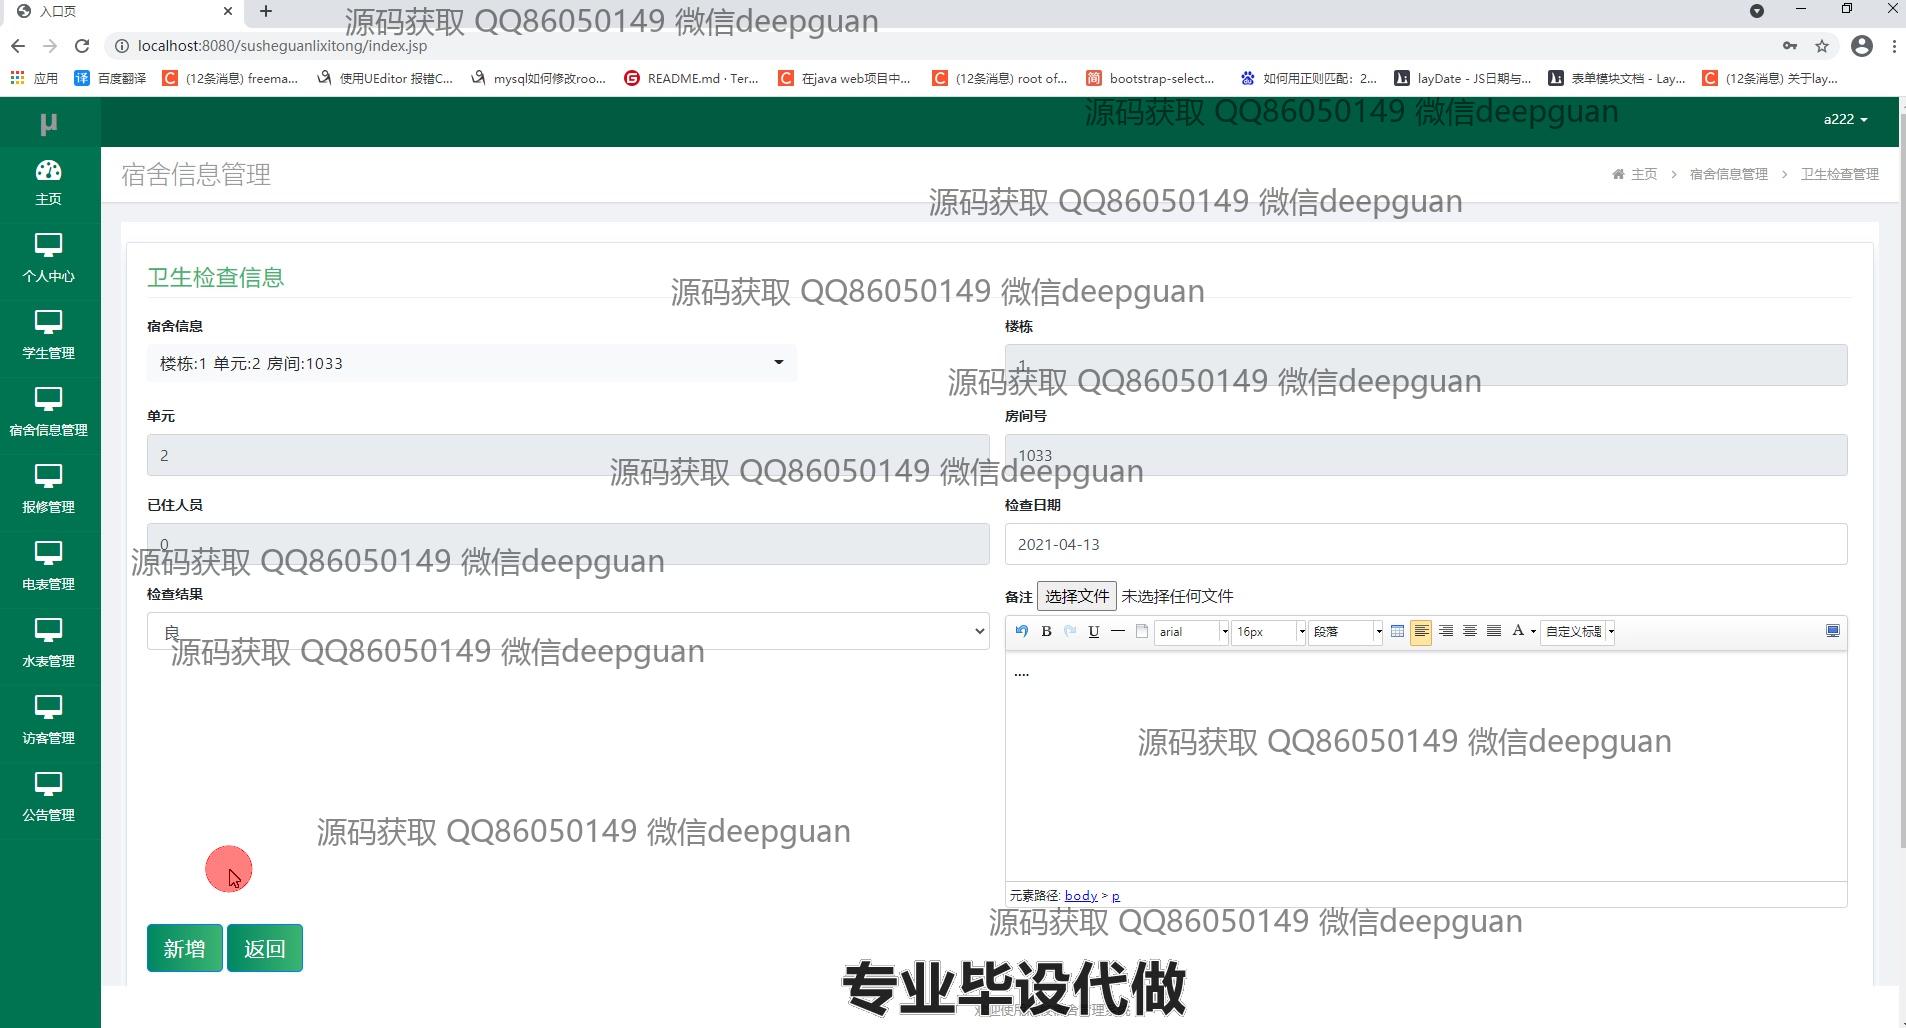 入口页
源码获取 QQ86050149 微信deepguan
localhost:8080/susheguanlixitong/index.jsp
应用 百度翻译 (12条消息) freema... 使用UEditor 报错C... mysql如何修改roo... README.md · Ter... 在java web项目中... (12条消息) root of... bootstrap-select... 如何用正则匹配：2... layDate - JS日期与... 表单模块文档 - Lay... (12条消息) 关于lay...
源码获取 QQ86050149 微信deepguan
μ
a222
宿舍信息管理
主页 > 宿舍信息管理 > 卫生检查管理
源码获取 QQ86050149 微信deepguan
主页
个人中心
学生管理
宿舍信息管理
报修管理
电表管理
水表管理
访客管理
公告管理
卫生检查信息
源码获取 QQ86050149 微信deepguan
宿舍信息
楼栋:1 单元:2 房间:1033
楼栋
1
源码获取 QQ86050149 微信deepguan
单元
2
房间号
1033
源码获取 QQ86050149 微信deepguan
已住人员
0
检查日期
2021-04-13
源码获取 QQ86050149 微信deepguan
检查结果
良
源码获取 QQ86050149 微信deepguan
备注 选择文件 未选择任何文件
B U A arial 16px 段落 自定义标题
....
源码获取 QQ86050149 微信deepguan
源码获取 QQ86050149 微信deepguan
元素路径: body > p
源码获取 QQ86050149 微信deepguan
新增 返回
专业毕设代做